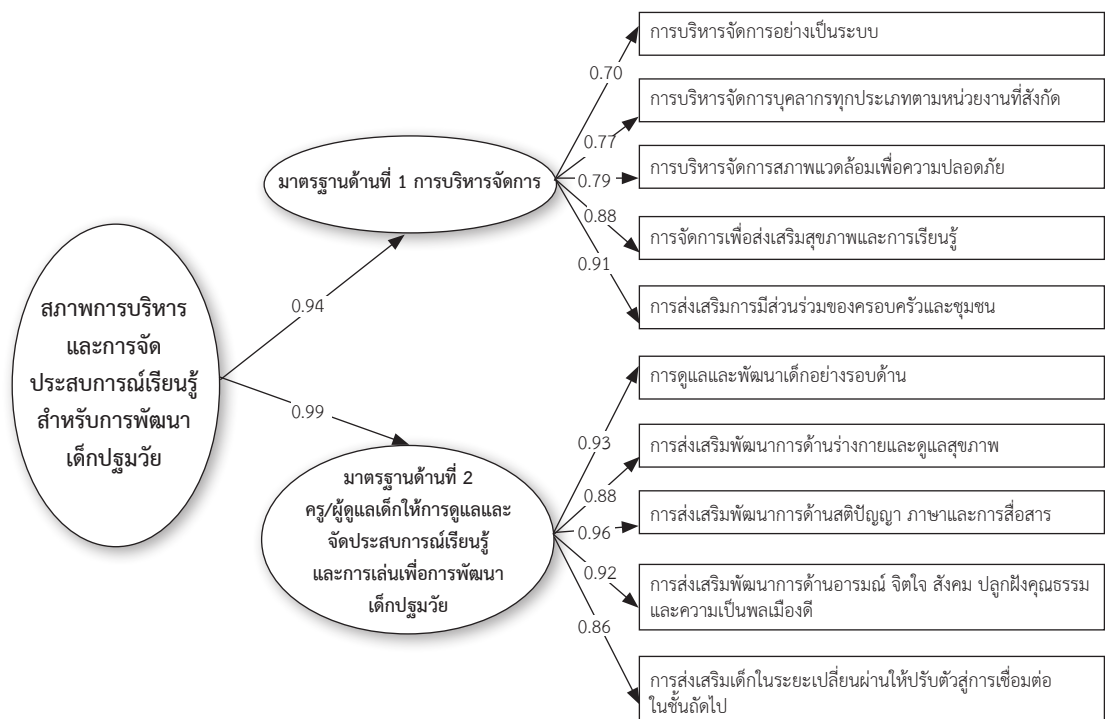 สภาพการบริหาร
และการจัด
ประสบการณ์เรียนรู้
สำหรับการพัฒนา
เด็กปฐมวัย
0.94
0.99
มาตรฐานด้านที่ 1 การบริหารจัดการ
0.70
0.77
0.79
0.88
0.91
การบริหารจัดการอย่างเป็นระบบ
การบริหารจัดการบุคลากรทุกประเภทตามหน่วยงานที่สังกัด
การบริหารจัดการสภาพแวดล้อมเพื่อความปลอดภัย
การจัดการเพื่อส่งเสริมสุขภาพและการเรียนรู้
การส่งเสริมการมีส่วนร่วมของครอบครัวและชุมชน
มาตรฐานด้านที่ 2
ครู/ผู้ดูแลเด็กให้การดูแลและ
จัดประสบการณ์เรียนรู้
และการเล่นเพื่อการพัฒนา
เด็กปฐมวัย
0.93
0.88
0.96
0.92
0.86
การดูแลและพัฒนาเด็กอย่างรอบด้าน
การส่งเสริมพัฒนาการด้านร่างกายและดูแลสุขภาพ
การส่งเสริมพัฒนาการด้านสติปัญญา ภาษาและการสื่อสาร
การส่งเสริมพัฒนาการด้านอารมณ์ จิตใจ สังคม ปลูกฝังคุณธรรม
และความเป็นพลเมืองดี
การส่งเสริมเด็กในระยะเปลี่ยนผ่านให้ปรับตัวสู่การเชื่อมต่อ
ในชั้นถัดไป